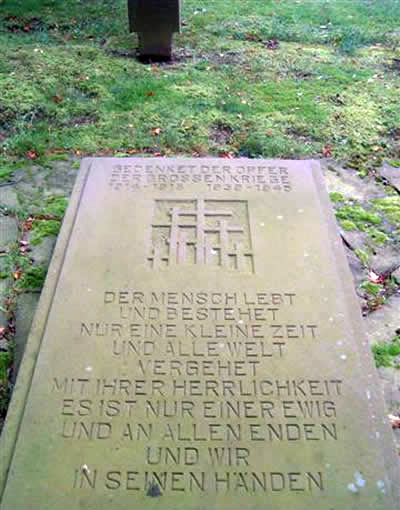 GEDENKET DER OPFER
DER GROSSEN KRIEGE
1914-1918 1939-1945
DER MENSCH LEBT
UND BESTEHET
NUR EINE KLEINE ZEIT
UND ALLE WELT
VERGEHET
MIT IHRER HERRLICHKEIT
ES IST NUR EINER EWIG
UND AN ALLEN ENDEN
UND WIR
IN SEINEN HÄNDEN